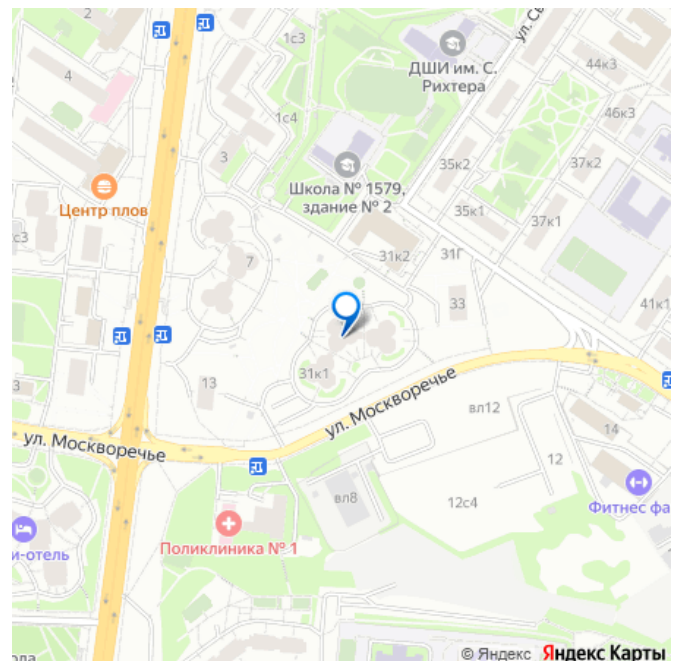 2
1с3
ул. Св
4
ДШИ им. С.
Рихтера
44к3
46к3
1с4
3
35к2
37к2
Школа № 1579,
здание № 2
Центр плов
35к1
37к1
с3
7
31к2
31Г
33
41к1
3
13
31к1
ул. Москворечье
вл12
14
ул. Москворечье
12
вл8
12с4
Фитнес фа
и-отель
Поликлиника № 1
ола
© Яндекс Яндекс Карты